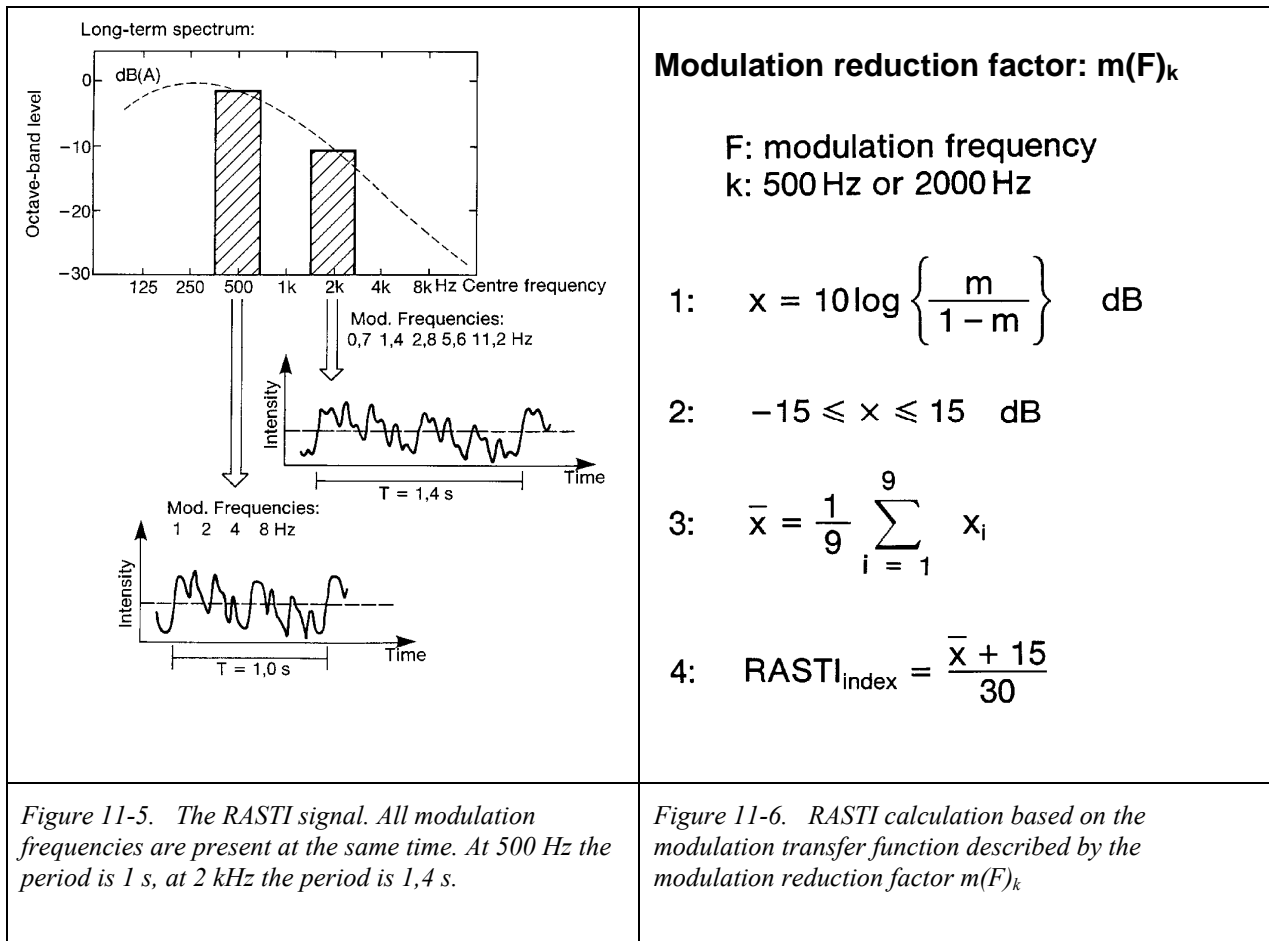 Long-term spectrum:
dB(A)
Octave-band level
0
−10
−20
−30
125 250 500 1k 2k 4k 8k Hz Centre frequency
Mod. Frequencies:
0,7 1,4 2,8 5,6 11,2 Hz
Intensity
Time
T = 1,4 s
Mod. Frequencies:
1 2 4 8 Hz
Intensity
Time
T = 1,0 s
Modulation reduction factor: m(F)k
F: modulation frequency
k: 500 Hz or 2000 Hz
1: x = 10 log { m / (1 − m) } dB
2: −15 ⩽ x ⩽ 15 dB
3: x̄ = 1/9 ∑ i = 1 9 xi
4: RASTIindex = (x̄ + 15) / 30
Figure 11-5. The RASTI signal. All modulation
frequencies are present at the same time. At 500 Hz the
period is 1 s, at 2 kHz the period is 1,4 s.
Figure 11-6. RASTI calculation based on the
modulation transfer function described by the
modulation reduction factor m(F)k